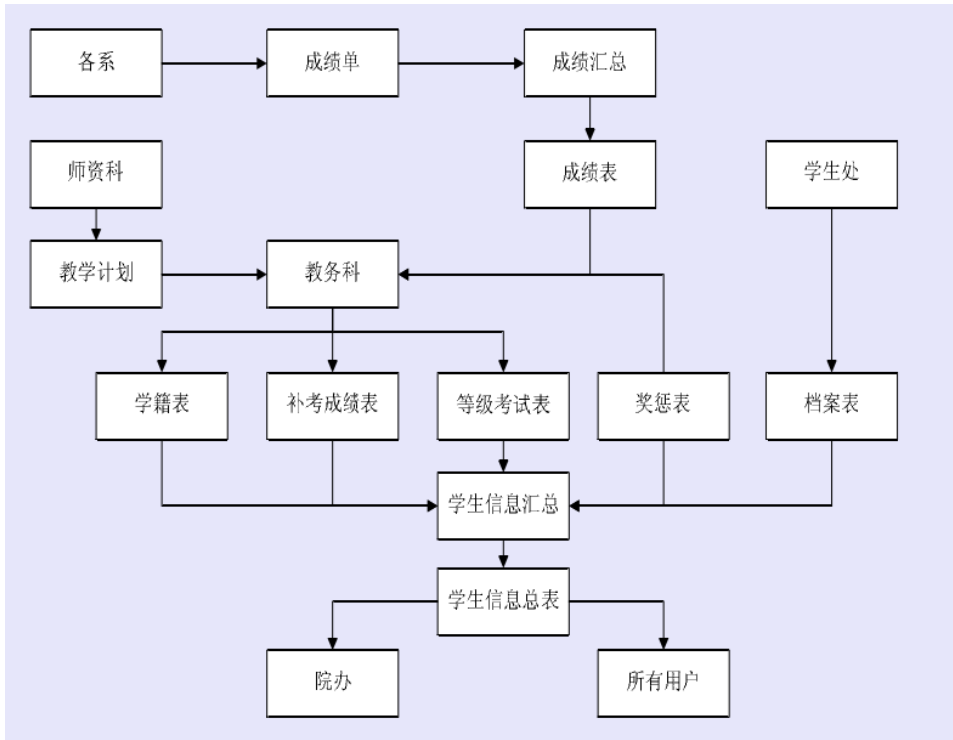 各系
成绩单
成绩汇总
师资科
成绩表
学生处
教学计划
教务科
学籍表
补考成绩表
等级考试表
奖惩表
档案表
学生信息汇总
学生信息总表
院办
所有用户